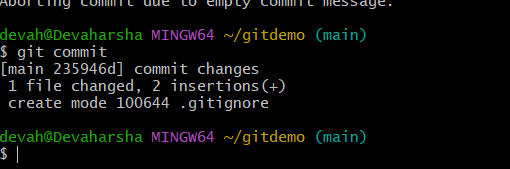 Aborting commit due to empty commit message.
devah@Devaharsha MINGW64 ~/gitdemo (main)
$ git commit
[main 235946d] commit changes
 1 file changed, 2 insertions(+)
 create mode 100644 .gitignore
devah@Devaharsha MINGW64 ~/gitdemo (main)
$